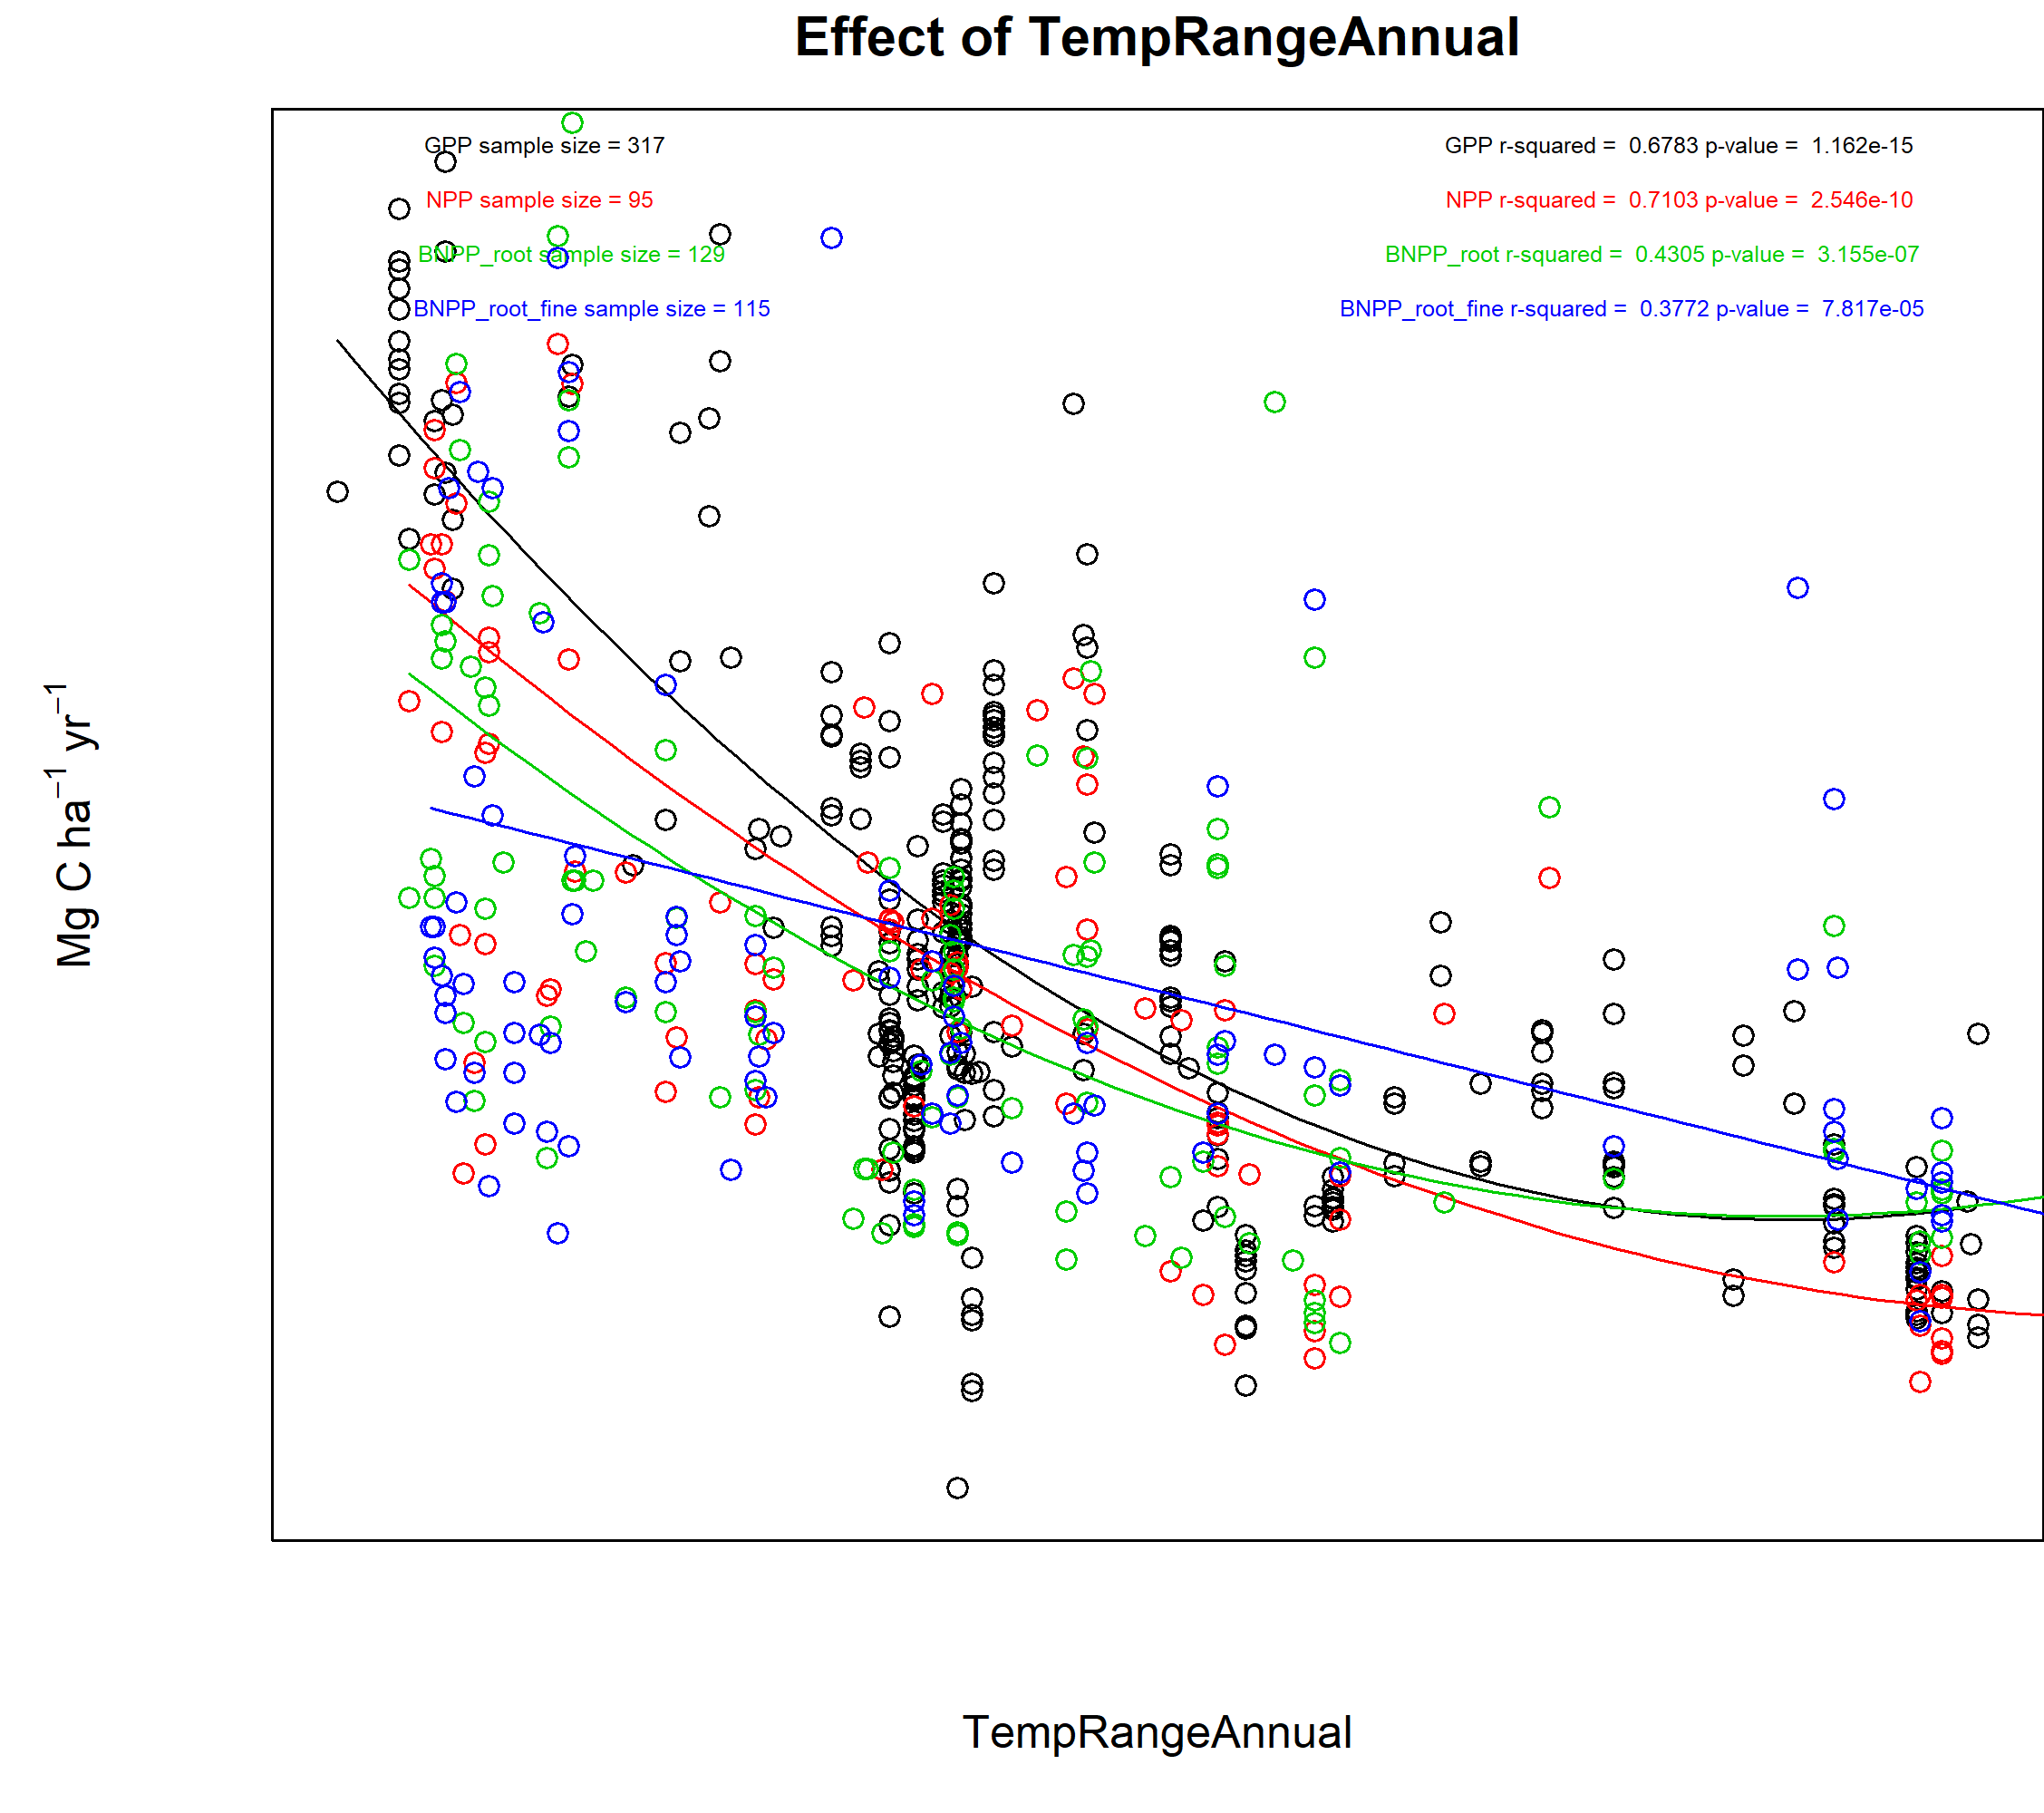 Effect of TempRangeAnnual
GPP sample size = 317
GPP r-squared = 0.6783 p-value = 1.162e-15
NPP sample size = 95
NPP r-squared = 0.7103 p-value = 2.546e-10
BNPP_root sample size = 129
BNPP_root r-squared = 0.4305 p-value = 3.155e-07
BNPP_root_fine sample size = 115
BNPP_root_fine r-squared = 0.3772 p-value = 7.817e-05
Mg C ha⁻¹ yr⁻¹
TempRangeAnnual